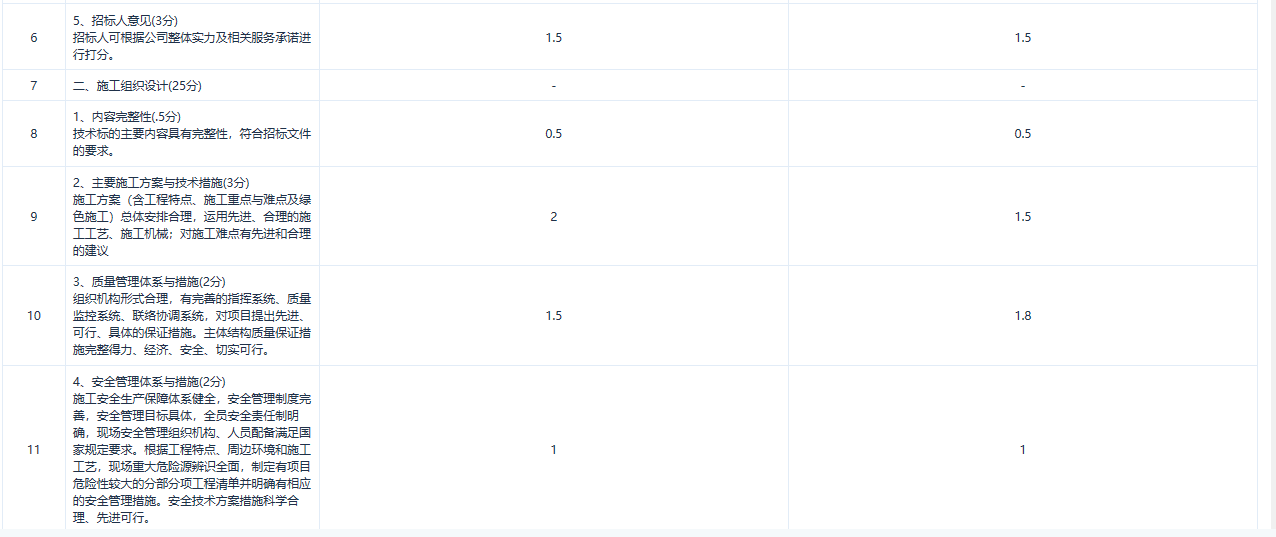 5、招标人意见(3分)
6
招标人可根据公司整体实力及相关服务承诺进
行打分。
1.5
1.5
7
二、施工组织设计(25分)
-
-
1、内容完整性(.5分)
8
技术标的主要内容具有完整性，符合招标文件
的要求。
0.5
0.5
2、主要施工方案与技术措施(3分)
施工方案（含工程特点、施工重点与难点及绿
9
色施工）总体安排合理，运用先进、合理的施
工工艺、施工机械；对施工难点有先进和合理
的建议
2
1.5
3、质量管理体系与措施(2分)
组织机构形式合理，有完善的指挥系统、质量
10
监控系统、联络协调系统，对项目提出先进、
可行、具体的保证措施。主体结构质量保证措
施完整得力、经济、安全、切实可行。
1.5
1.8
4、安全管理体系与措施(2分)
施工安全生产保障体系健全，安全管理制度完
善，安全管理目标具体，全员安全责任制明
确，现场安全管理组织机构、人员配备满足国
11
家规定要求。根据工程特点、周边环境和施工
工艺，现场重大危险源辨识全面，制定有项目
危险性较大的分部分项工程清单并明确有相应
的安全管理措施。安全技术方案措施科学合
理、先进可行。
1
1